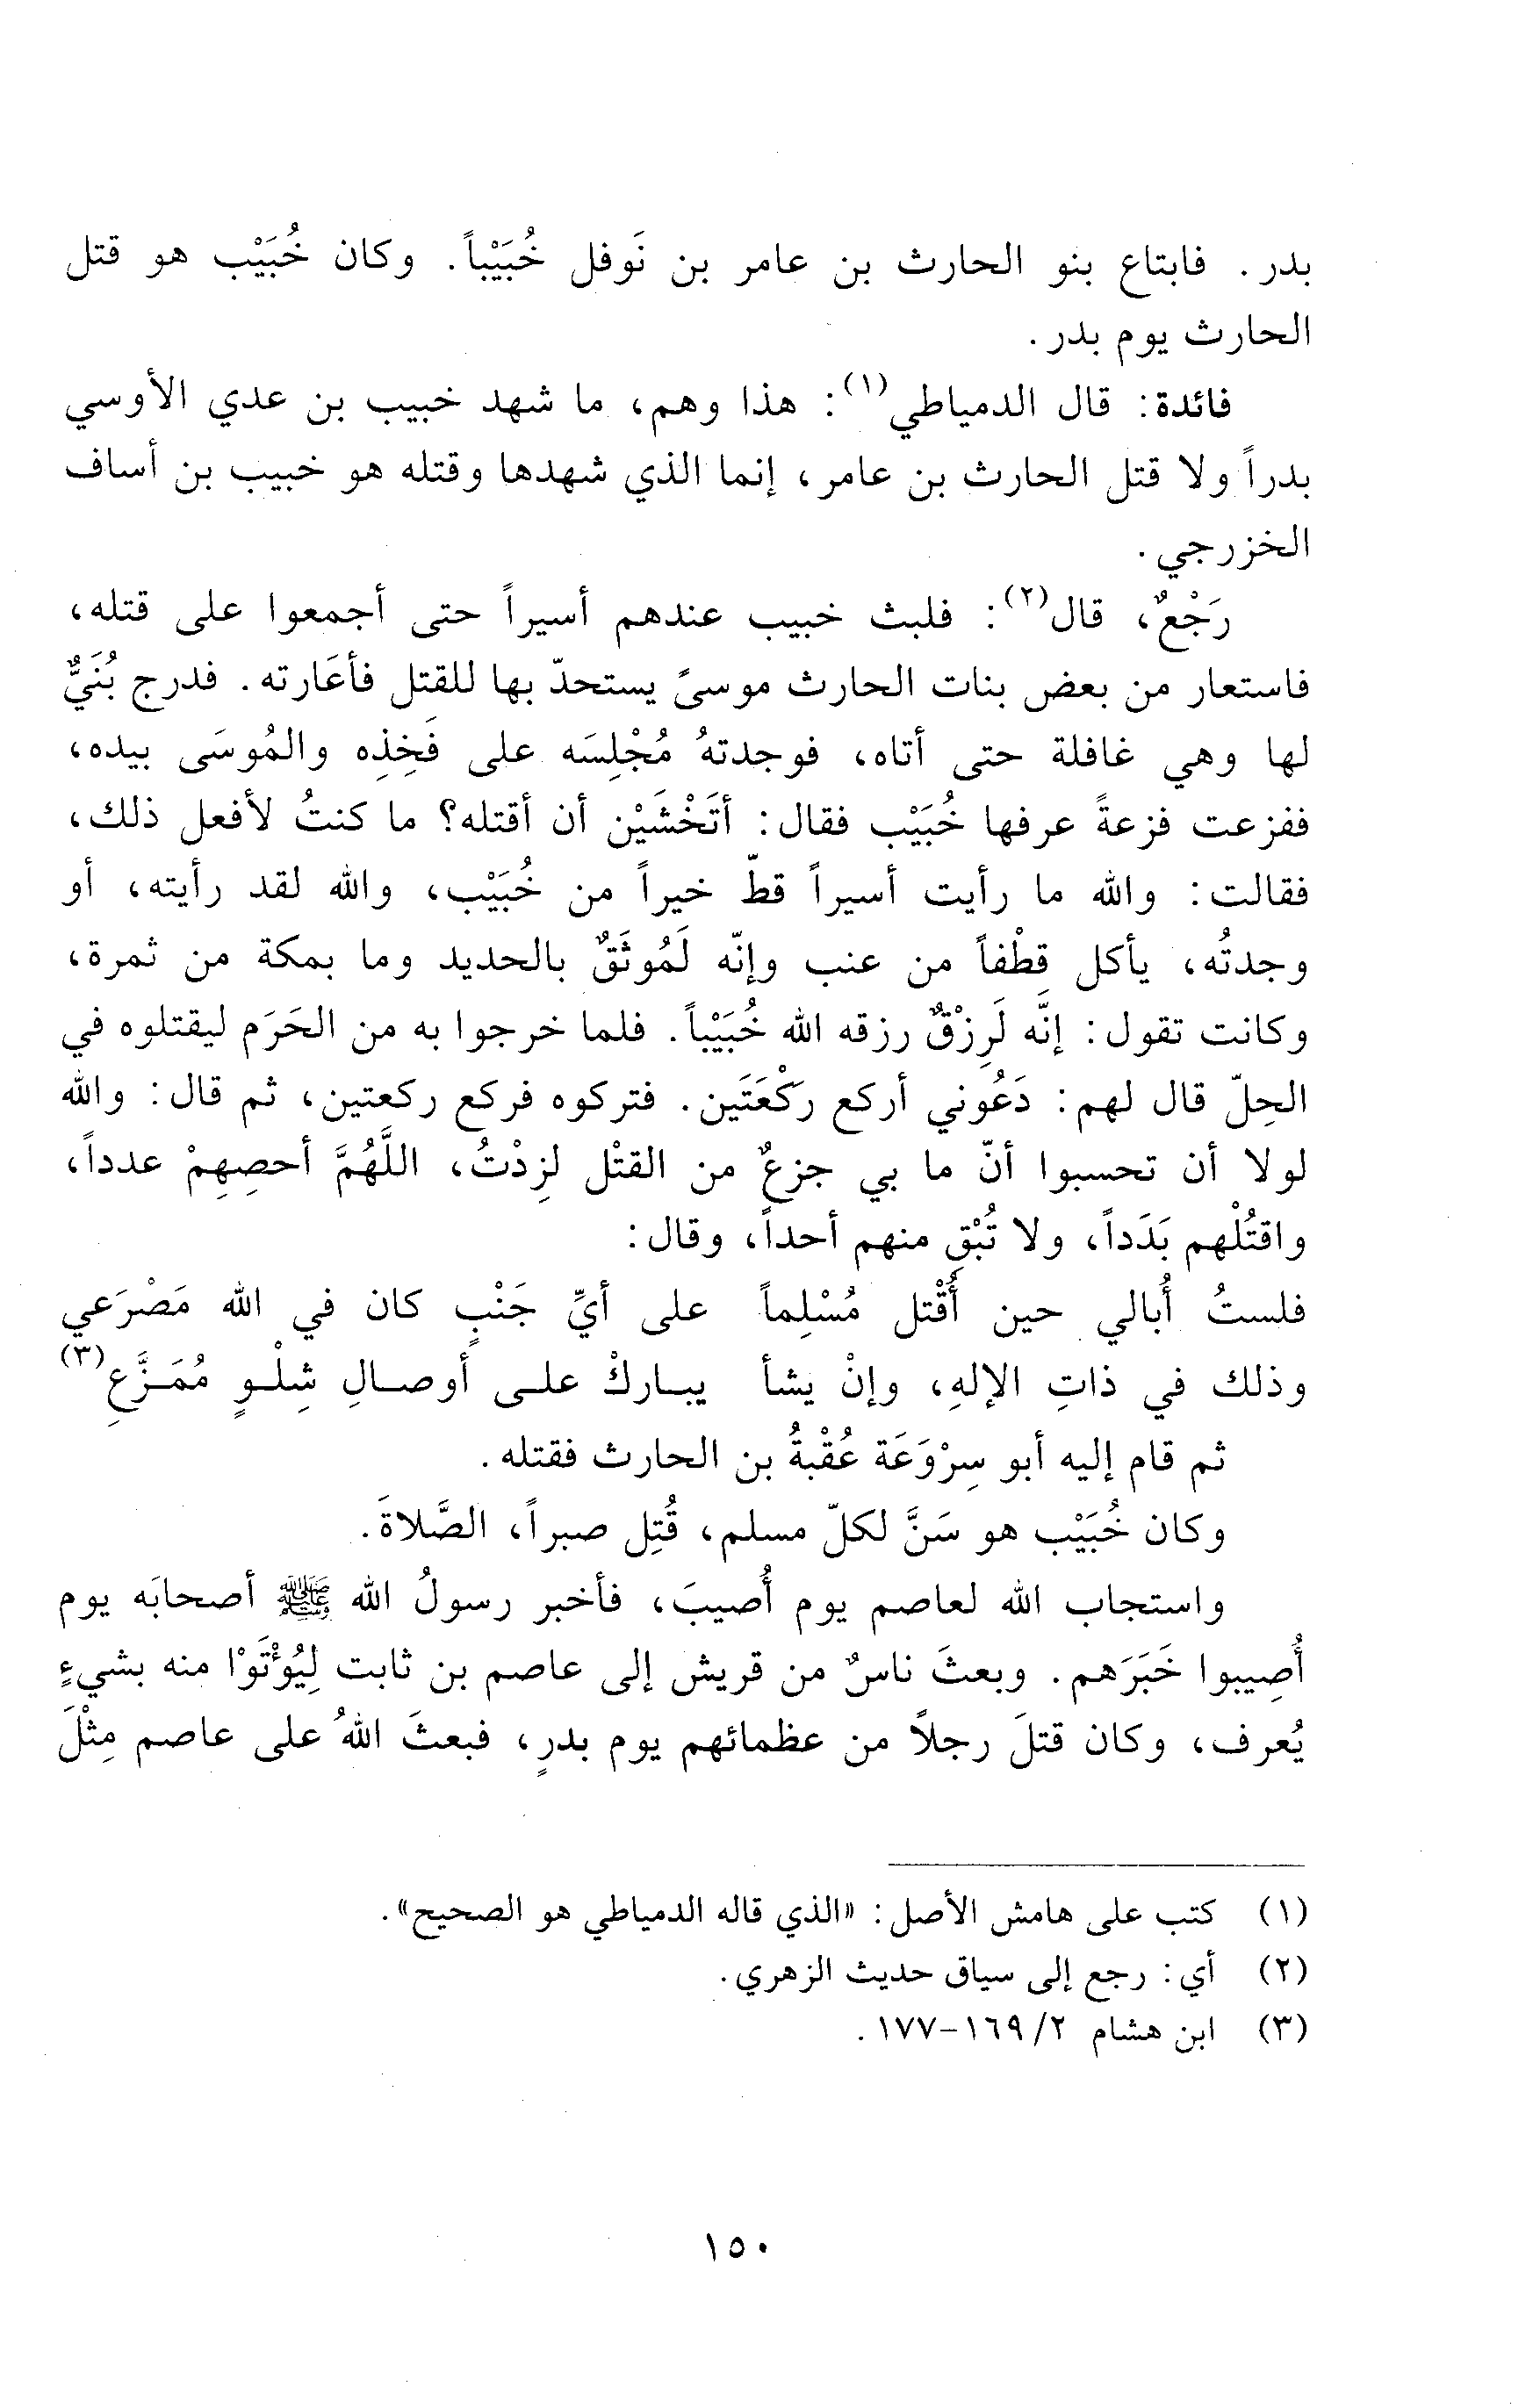 بدر. فابتاع بنو الحارث بن عامر بن نَوفل خُبَيْباً. وكان خُبَيْب هو قتل
الحارث يوم بدر.
فائدة: قال الدمياطي(١): هذا وهم، ما شهد خبيب بن عدي الأوسي
بدراً ولا قتل الحارث بن عامر، إنما الذي شهدها وقتله هو خبيب بن أساف
الخزرجي.
رَجْعٌ، قال(٢): فلبث خبيب عندهم أسيراً حتى أجمعوا على قتله،
فاستعار من بعض بنات الحارث موسىً يستحدّ بها للقتل فأعَارته. فدرج بُنَيٌّ
لها وهي غافلة حتى أتاه، فوجدتهُ مُجْلِسَه على فَخِذِه والمُوسَى بيده،
ففزعت فزعةً عرفها خُبَيْب فقال: أتَخْشَيْن أن أقتله؟ ما كنتُ لأفعل ذلك،
فقالت: والله ما رأيت أسيراً قطّ خيراً من خُبَيْب، والله لقد رأيته، أو
وجدتُه، يأكل قِطْفاً من عنب وإنّه لَمُوثَقٌ بالحديد وما بمكة من ثمرة،
وكانت تقول: إنَّه لَرِزْقٌ رزقه الله خُبَيْباً. فلما خرجوا به من الحَرَم ليقتلوه في
الحِلّ قال لهم: دَعُوني أركع رَكْعَتَين. فتركوه فركع ركعتين، ثم قال: والله
لولا أن تحسبوا أنّ ما بي جزعٌ من القتْل لزِدْتُ، اللَّهُمَّ أحصِهِمْ عدداً،
واقتُلْهم بَدَداً، ولا تُبْقِ منهم أحداً، وقال:
فلستُ أُبالي حين أُقْتل مُسْلِماً على أيِّ جَنْبٍ كان في الله مَصْرَعي
وذلك في ذاتِ الإلهِ، وإنْ يشأ يبـاركْ علـى أوصـالِ شِلْـوٍ مُمَـزَّعِ(٣)
ثم قام إليه أبو سِرْوَعَة عُقْبةُ بن الحارث فقتله.
وكان خُبَيْب هو سَنَّ لكلّ مسلم، قُتِل صبراً، الصَّلاةَ.
واستجاب الله لعاصم يوم أُصيبَ، فأخبر رسولُ الله ﷺ أصحابَه يوم
أُصِيبوا خَبَرَهم. وبعثَ ناسٌ من قريش إلى عاصم بن ثابت لِيُؤْتَوْا منه بشيءٍ
يُعرف، وكان قتلَ رجلاً من عظمائهم يوم بدرٍ، فبعثَ اللهُ على عاصم مِثْلَ
(١) كتب على هامش الأصل: «الذي قاله الدمياطي هو الصحيح».
(٢) أي: رجع إلى سياق حديث الزهري.
(٣) ابن هشام ٢/ ١٦٩-١٧٧.
١٥٠